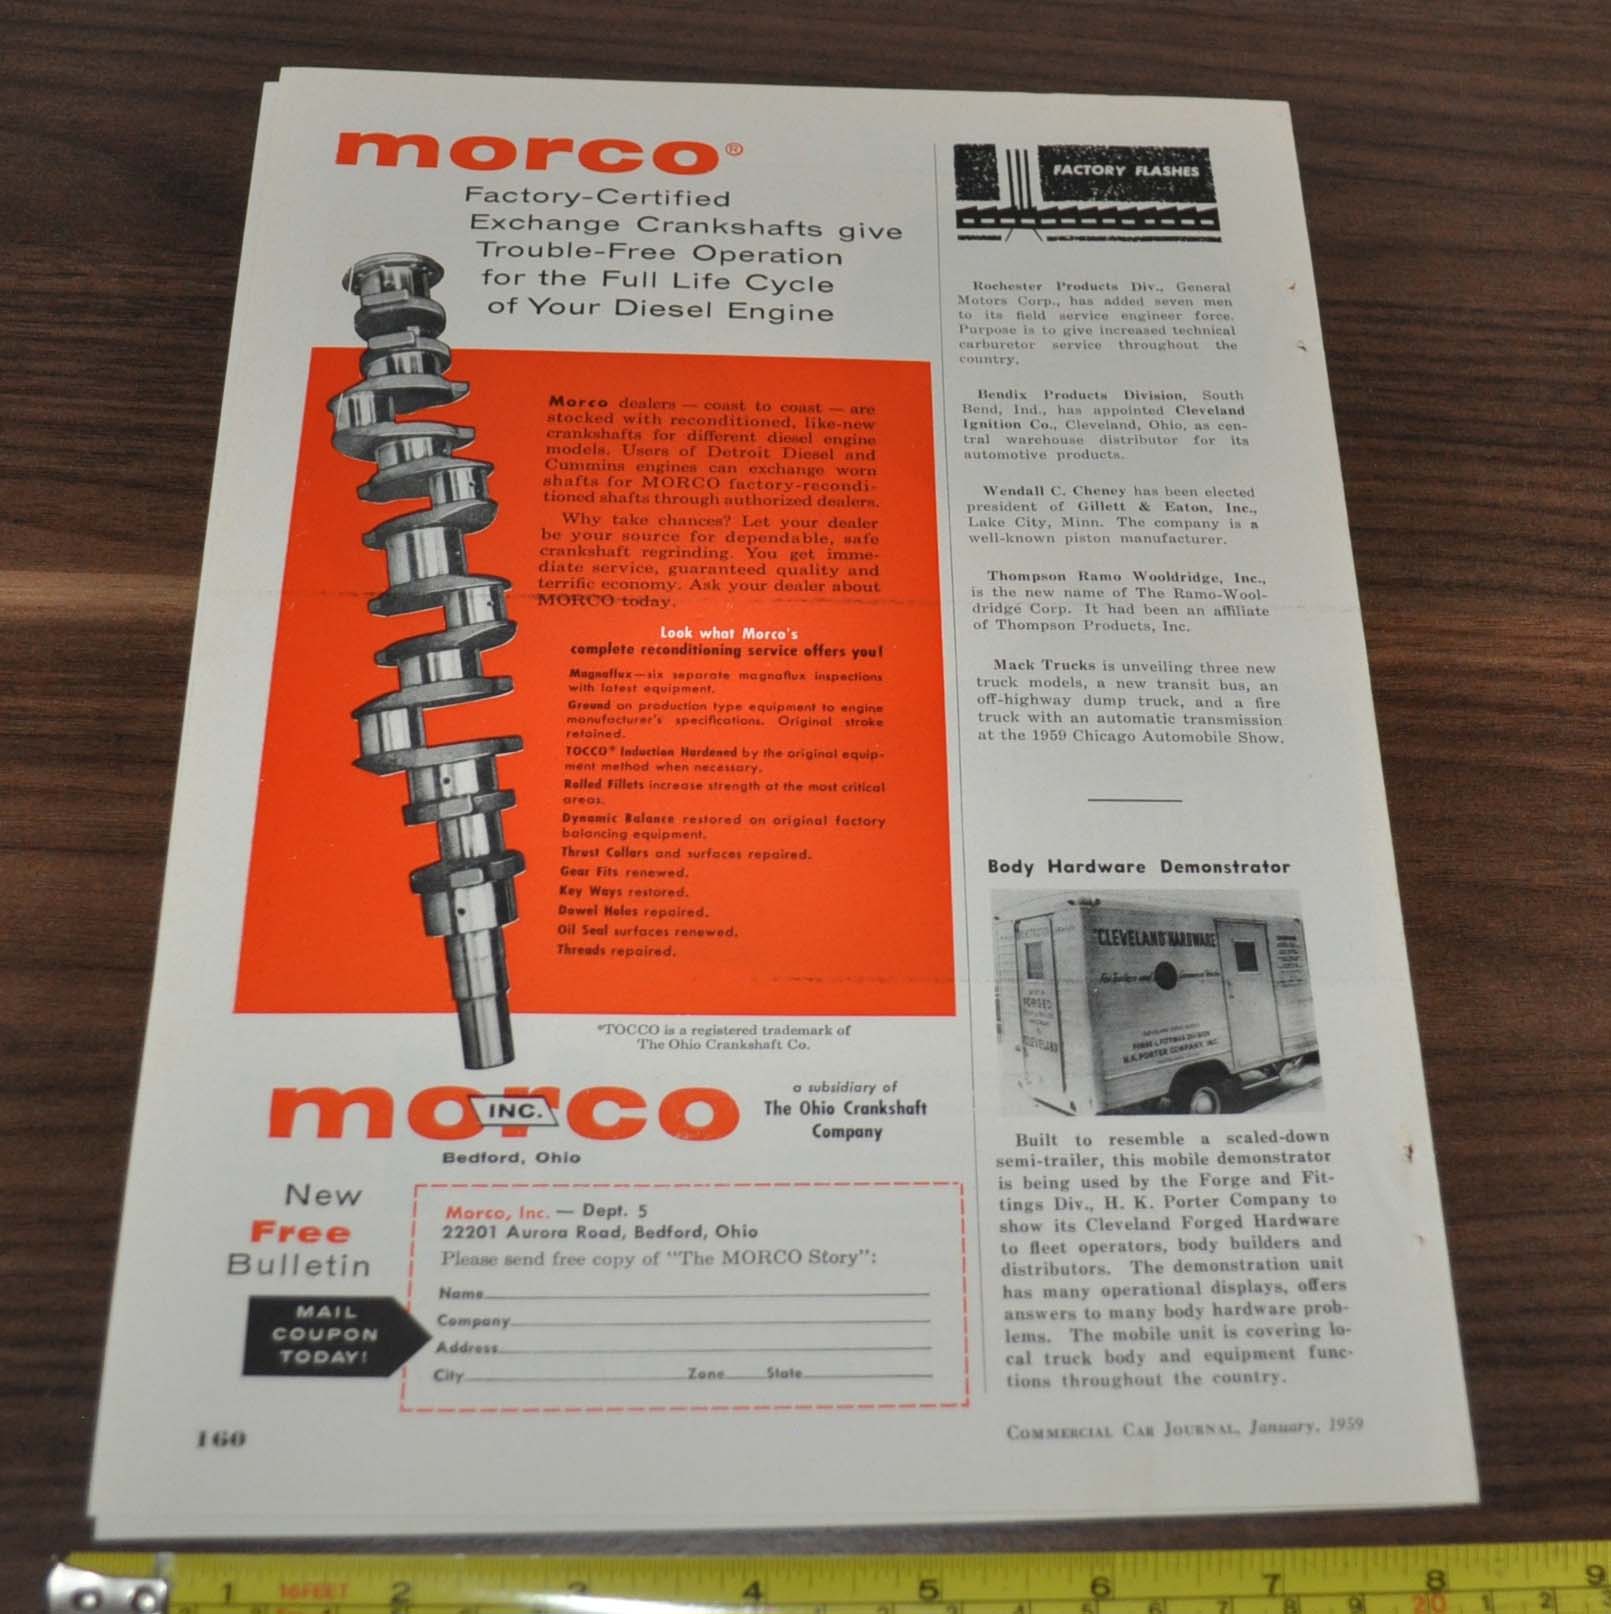 morco®
Factory-Certified
Exchange Crankshafts give
Trouble-Free Operation
for the Full Life Cycle
of Your Diesel Engine
Morco dealers — coast to coast — are
stocked with reconditioned, like-new
crankshafts for different diesel engine
models. Users of Detroit Diesel and
Cummins engines can exchange worn
shafts for MORCO factory-recondi-
tioned shafts through authorized dealers.
Why take chances? Let your dealer
be your source for dependable, safe
crankshaft regrinding. You get imme-
diate service, guaranteed quality and
terrific economy. Ask your dealer about
MORCO today.
Look what Morco's
complete reconditioning service offers you!
Magnaflux—six separate magnaflux inspections
with latest equipment.
Ground on production type equipment to engine
manufacturer's specifications. Original stroke
retained.
TOCCO* Induction Hardened by the original equip-
ment method when necessary.
Rolled Fillets increase strength at the most critical
areas.
Dynamic Balance restored on original factory
balancing equipment.
Thrust Collars and surfaces repaired.
Gear Fits renewed.
Key Ways restored.
Dowel Holes repaired.
Oil Seal surfaces renewed.
Threads repaired.
*TOCCO is a registered trademark of
The Ohio Crankshaft Co.
morco
INC.
Bedford, Ohio
a subsidiary of
The Ohio Crankshaft
Company
New
Free
Bulletin
MAIL
COUPON
TODAY!
Morco, Inc. — Dept. 5
22201 Aurora Road, Bedford, Ohio
Please send free copy of "The MORCO Story":
Name
Company
Address
City Zone State
160
FACTORY FLASHES
Rochester Products Div., General
Motors Corp., has added seven men
to its field service engineer force.
Purpose is to give increased technical
carburetor service throughout the
country.
Bendix Products Division, South
Bend, Ind., has appointed Cleveland
Ignition Co., Cleveland, Ohio, as cen-
tral warehouse distributor for its
automotive products.
Wendall C. Cheney has been elected
president of Gillett & Eaton, Inc.,
Lake City, Minn. The company is a
well-known piston manufacturer.
Thompson Ramo Wooldridge, Inc.,
is the new name of The Ramo-Wool-
dridge Corp. It had been an affiliate
of Thompson Products, Inc.
Mack Trucks is unveiling three new
truck models, a new transit bus, an
off-highway dump truck, and a fire
truck with an automatic transmission
at the 1959 Chicago Automobile Show.
Body Hardware Demonstrator
"CLEVELAND" HARDWARE
For Trailers and
FORGED
CLEVELAND
H.K. PORTER COMPANY, INC.
Built to resemble a scaled-down
semi-trailer, this mobile demonstrator
is being used by the Forge and Fit-
tings Div., H. K. Porter Company to
show its Cleveland Forged Hardware
to fleet operators, body builders and
distributors. The demonstration unit
has many operational displays, offers
answers to many body hardware prob-
lems. The mobile unit is covering lo-
cal truck body and equipment func-
tions throughout the country.
COMMERCIAL CAR JOURNAL, January, 1959
1 16FEET 2 3 4 5 6 7 8 9
20 1 2